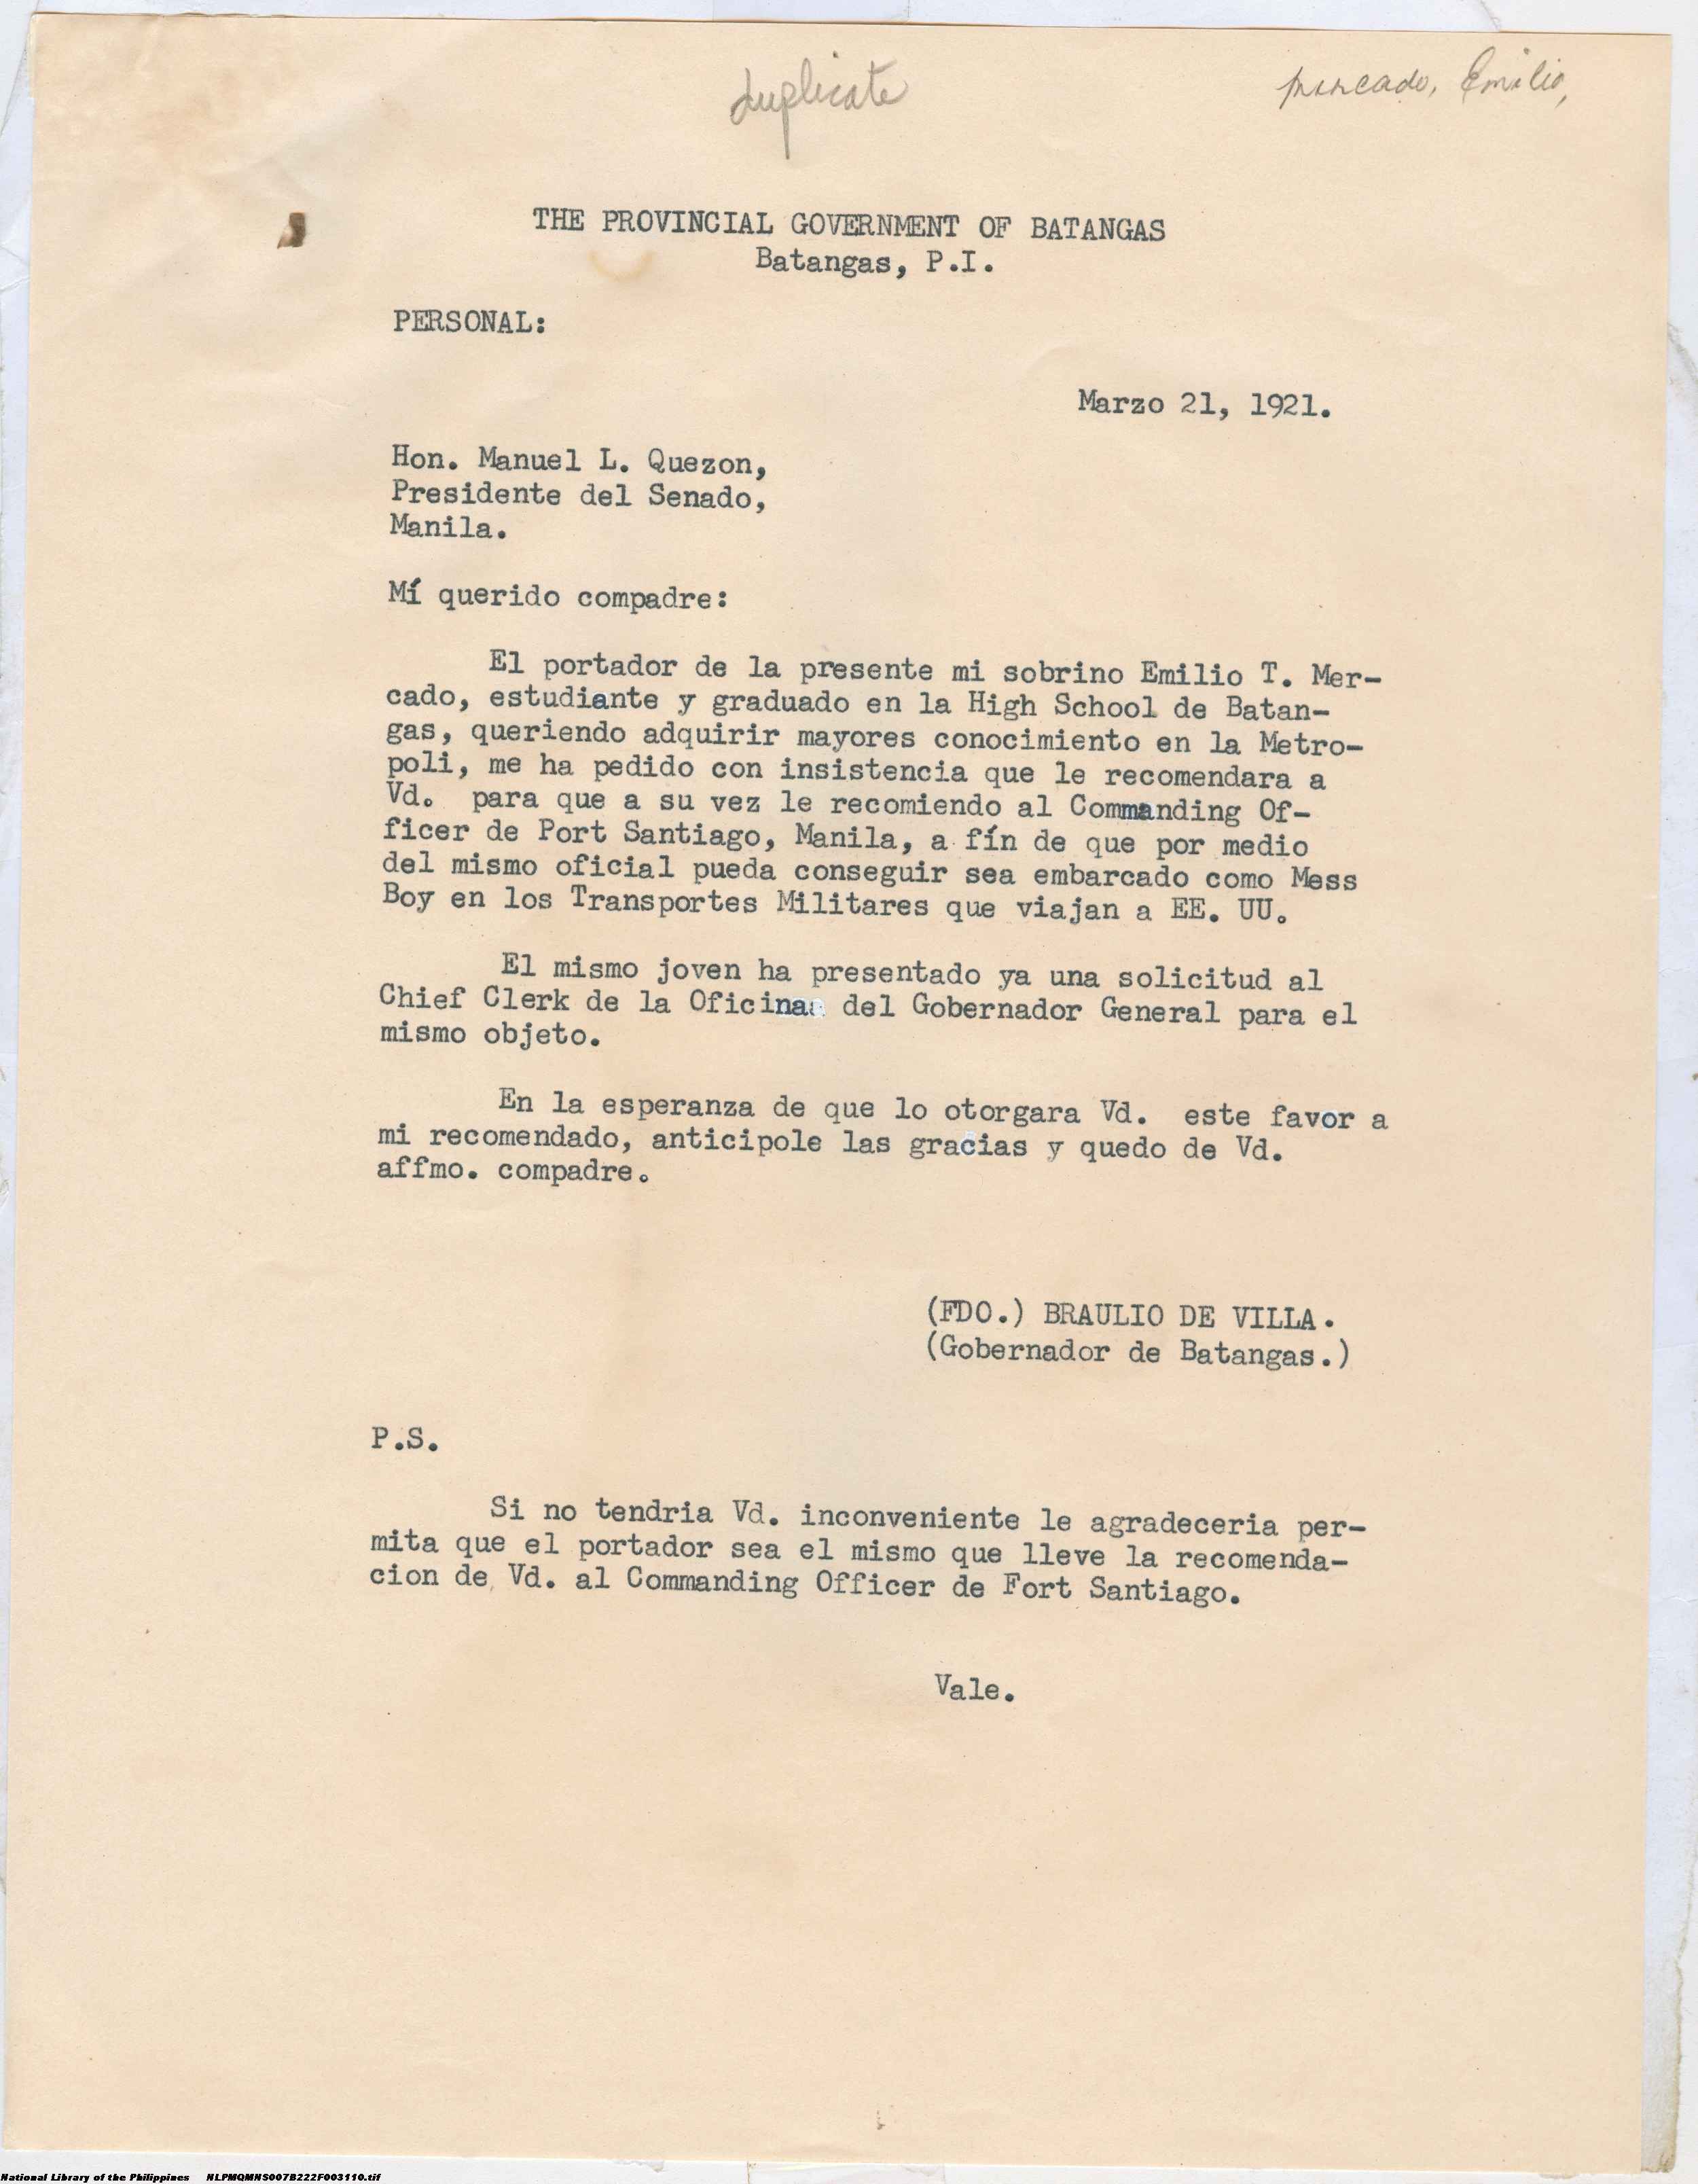 duplicate
Mercado, Emilio,
THE PROVINCIAL GOVERNMENT OF BATANGAS
Batangas, P.I.
PERSONAL:
Marzo 21, 1921.
Hon. Manuel L. Quezon,
Presidente del Senado,
Manila.
Mí querido compadre:
El portador de la presente mi sobrino Emilio T. Mer-
cado, estudiante y graduado en la High School de Batan-
gas, queriendo adquirir mayores conocimiento en la Metro-
poli, me ha pedido con insistencia que le recomendara a
Vd. para que a su vez le recomiendo al Commanding Of-
ficer de Port Santiago, Manila, a fín de que por medio
del mismo oficial pueda conseguir sea embarcado como Mess
Boy en los Transportes Militares que viajan a EE. UU.
El mismo joven ha presentado ya una solicitud al
Chief Clerk de la Oficina del Gobernador General para el
mismo objeto.
En la esperanza de que lo otorgara Vd. este favor a
mi recomendado, anticipole las gracias y quedo de Vd.
affmo. compadre.
(FDO.) BRAULIO DE VILLA.
(Gobernador de Batangas.)
P.S.
Si no tendria Vd. inconveniente le agradeceria per-
mita que el portador sea el mismo que lleve la recomenda-
cion de Vd. al Commanding Officer de Fort Santiago.
Vale.
National Library of the Philippines NLPMQMNS007B222F003110.tif